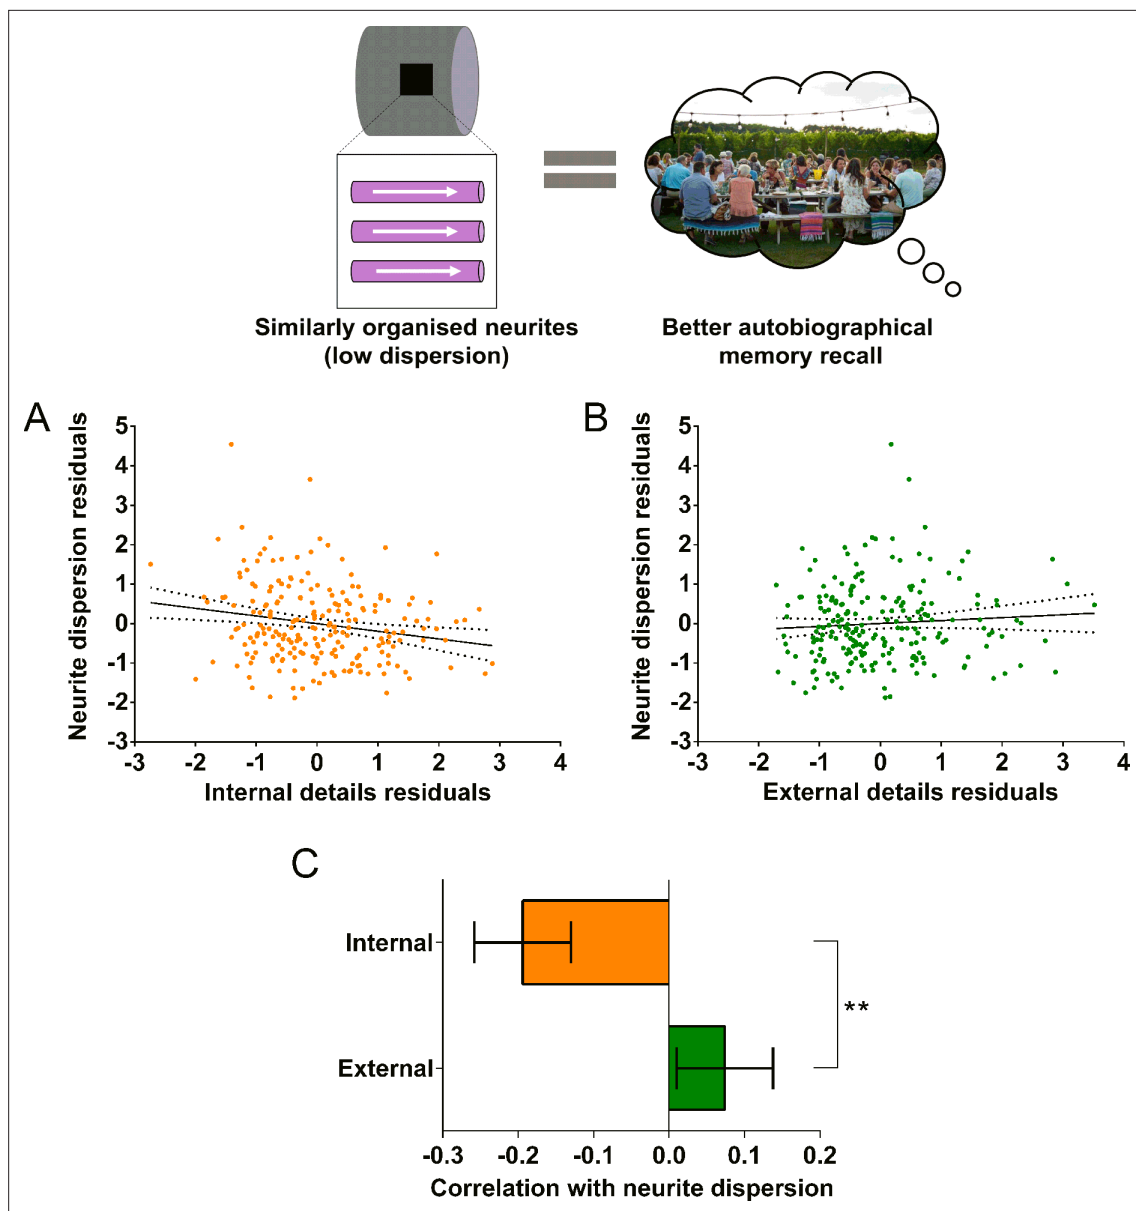 Similarly organised neurites
(low dispersion)
Better autobiographical
memory recall
A
Neurite dispersion residuals
5
4
3
2
1
0
-1
-2
-3
-3
-2
-1
0
1
2
3
4
Internal details residuals
B
Neurite dispersion residuals
5
4
3
2
1
0
-1
-2
-3
-3
-2
-1
0
1
2
3
4
External details residuals
C
Internal
External
**
-0.3
-0.2
-0.1
0.0
0.1
0.2
Correlation with neurite dispersion